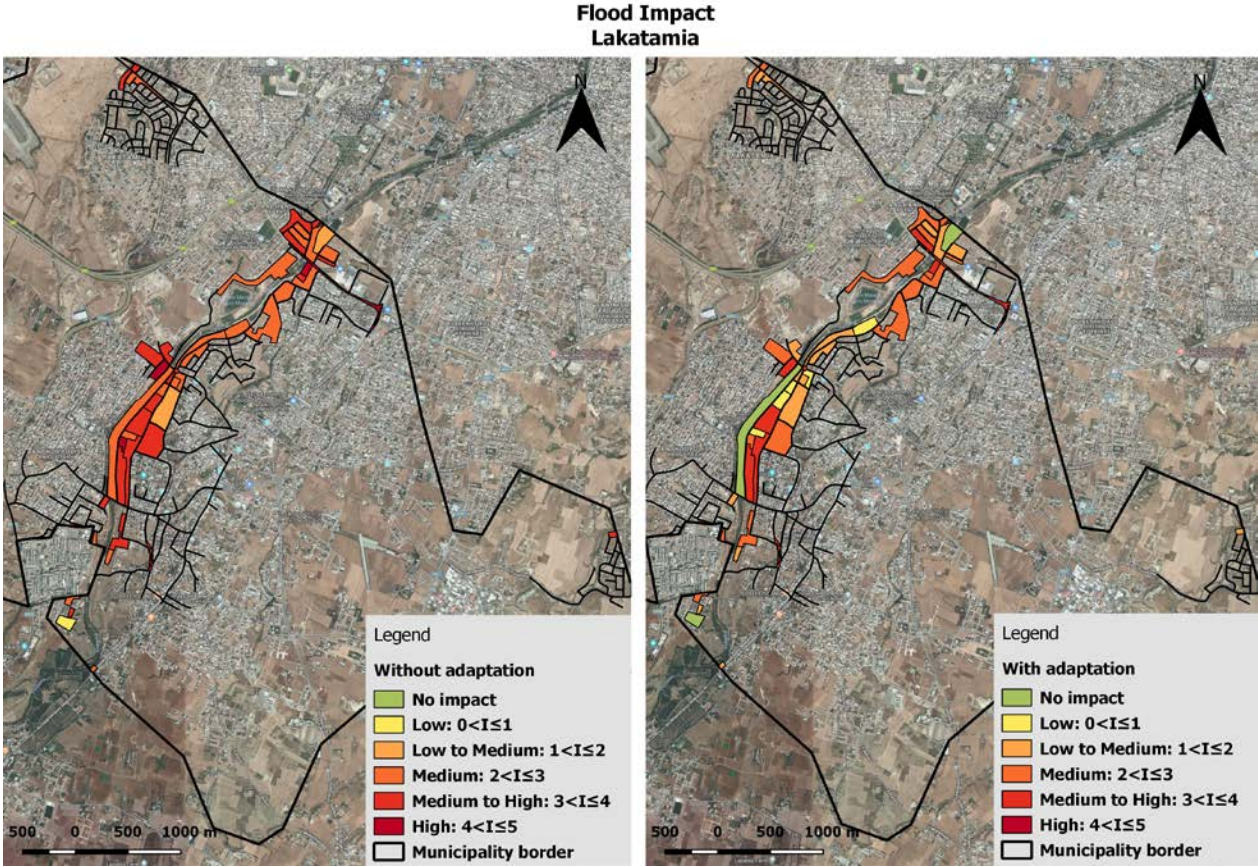 Flood Impact
Lakatamia
N
Legend
Without adaptation
No impact
Low: 0<I≤1
Low to Medium: 1<I≤2
Medium: 2<I≤3
Medium to High: 3<I≤4
High: 4<I≤5
Municipality border
500 0 500 1000 m
N
Legend
With adaptation
No impact
Low: 0<I≤1
Low to Medium: 1<I≤2
Medium: 2<I≤3
Medium to High: 3<I≤4
High: 4<I≤5
Municipality border
500 0 500 1000 m